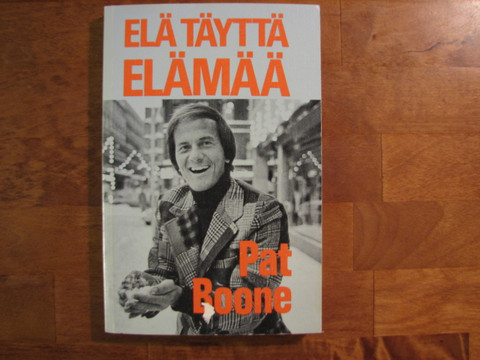 ELÄ TÄYTTÄ
ELÄMÄÄ
Pat
Boone